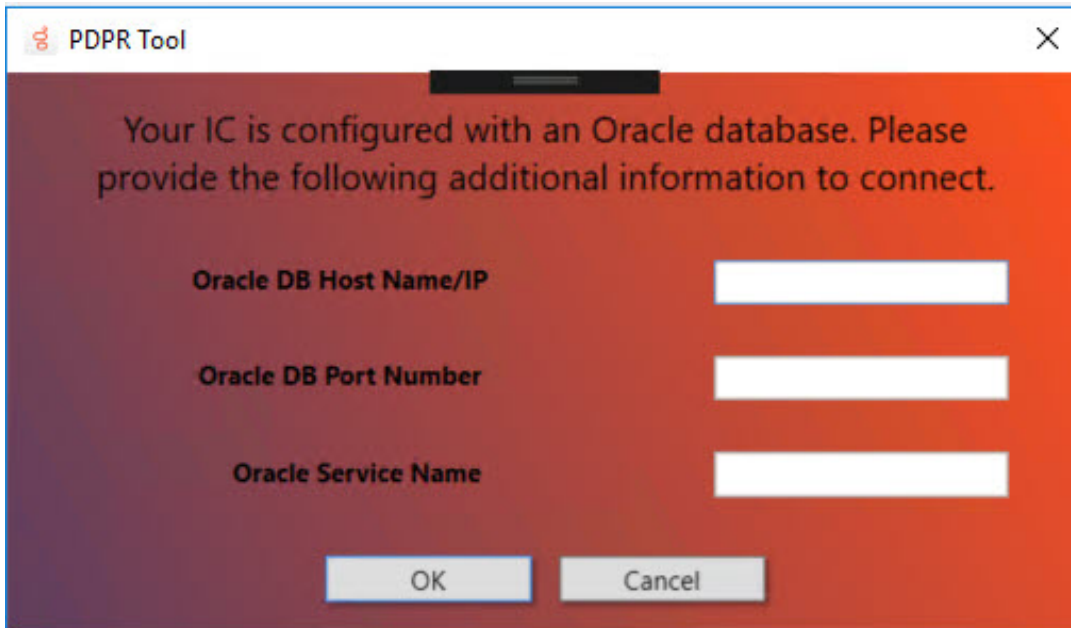 PDPR Tool
Your IC is configured with an Oracle database. Please
provide the following additional information to connect.
Oracle DB Host Name/IP
Oracle DB Port Number
Oracle Service Name
OK Cancel